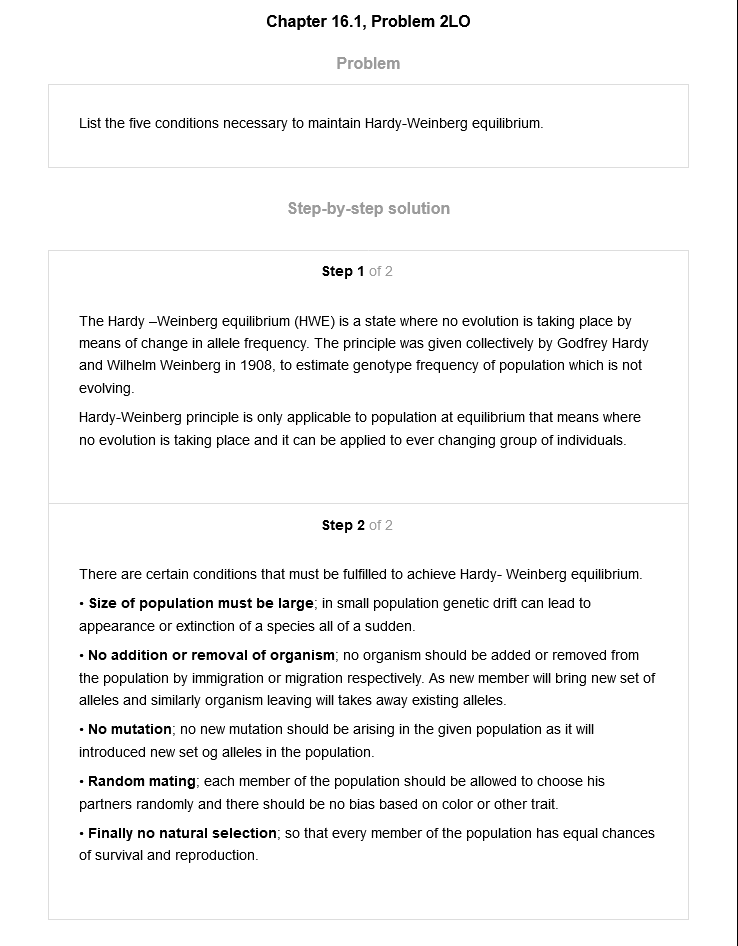 Chapter 16.1, Problem 2LO
Problem
List the five conditions necessary to maintain Hardy-Weinberg equilibrium.
Step-by-step solution
Step 1 of 2
The Hardy –Weinberg equilibrium (HWE) is a state where no evolution is taking place by
means of change in allele frequency. The principle was given collectively by Godfrey Hardy
and Wilhelm Weinberg in 1908, to estimate genotype frequency of population which is not
evolving.
Hardy-Weinberg principle is only applicable to population at equilibrium that means where
no evolution is taking place and it can be applied to ever changing group of individuals.
Step 2 of 2
There are certain conditions that must be fulfilled to achieve Hardy- Weinberg equilibrium.
• Size of population must be large; in small population genetic drift can lead to
appearance or extinction of a species all of a sudden.
• No addition or removal of organism; no organism should be added or removed from
the population by immigration or migration respectively. As new member will bring new set of
alleles and similarly organism leaving will takes away existing alleles.
• No mutation; no new mutation should be arising in the given population as it will
introduced new set og alleles in the population.
• Random mating; each member of the population should be allowed to choose his
partners randomly and there should be no bias based on color or other trait.
• Finally no natural selection; so that every member of the population has equal chances
of survival and reproduction.